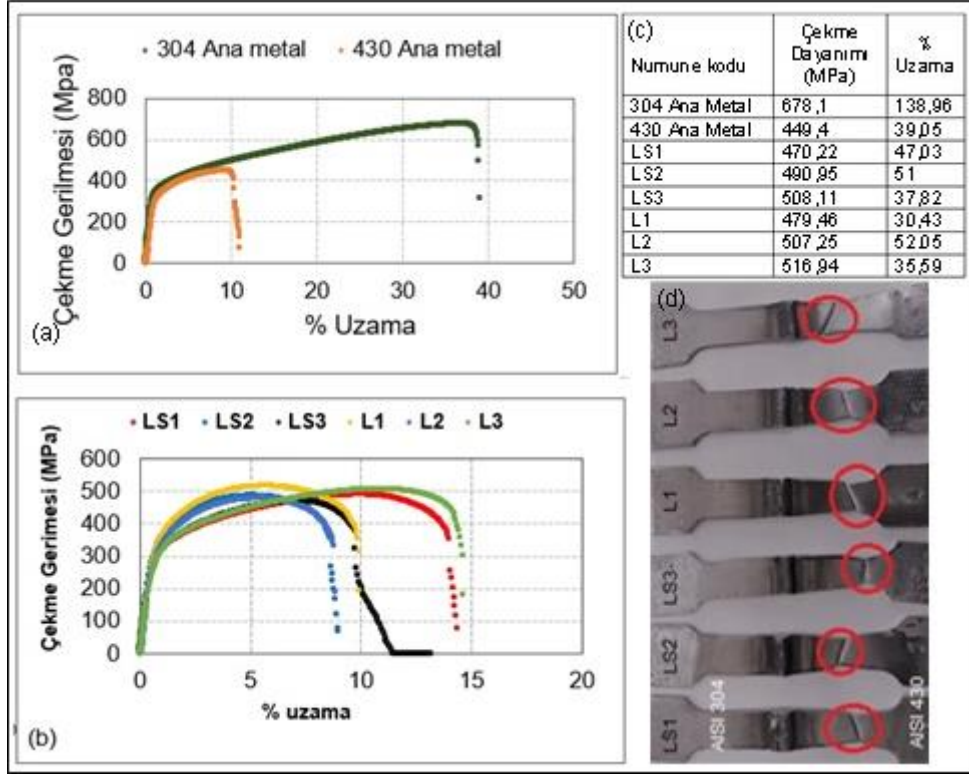 304 Ana metal 430 Ana metal
Çekme Gerilmesi (Mpa)
800
600
400
200
0
0 10 20 30 40 50
% Uzama
(a)
LS1 LS2 LS3 L1 L2 L3
Çekme Gerimesi (MPa)
600
500
400
300
200
100
0
0 5 10 15 20
% uzama
(b)
(c)
Numune kodu Çekme Dayanımı (MPa) % Uzama
304 Ana Metal 678,1 138,96
430 Ana Metal 449,4 39,05
LS1 470,22 47,03
LS2 490,95 51
LS3 508,11 37,82
L1 479,46 30,43
L2 507,25 52,05
L3 516,94 35,59
(d)
L3
L2
L1
LS3
LS2
LS1
AISI 304
AISI 430